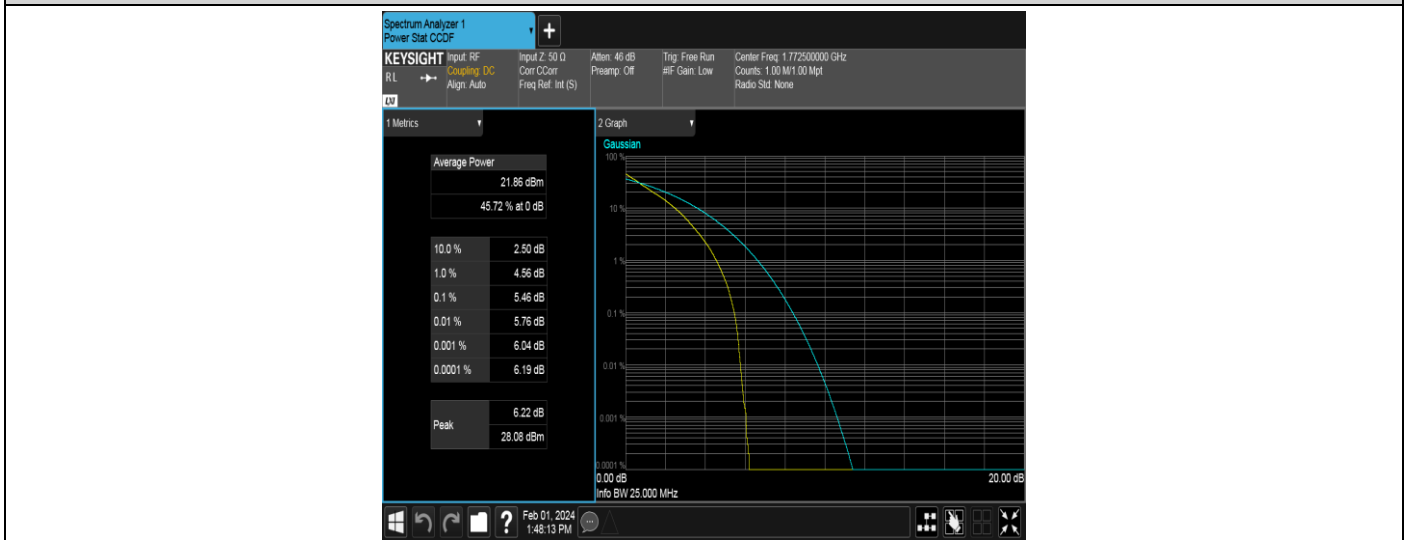 Spectrum Analyzer 1
Power Stat CCDF
+
KEYSIGHT
RL
LXI
Input: RF
Coupling: DC
Align: Auto
Input Z: 50 Ω
Corr CCorr
Freq Ref: Int (S)
Atten: 46 dB
Preamp: Off
Trig: Free Run
#IF Gain: Low
Center Freq: 1.772500000 GHz
Counts: 1.00 M/1.00 Mpt
Radio Std: None
1 Metrics
Average Power
21.86 dBm
45.72 % at 0 dB
10.0 % 2.50 dB
1.0 % 4.56 dB
0.1 % 5.46 dB
0.01 % 5.76 dB
0.001 % 6.04 dB
0.0001 % 6.19 dB
Peak
6.22 dB
28.08 dBm
2 Graph
Gaussian
100 %
10 %
1 %
0.1 %
0.01 %
0.001 %
0.0001 %
0.00 dB 20.00 dB
Info BW 25.000 MHz
?
Feb 01, 2024
1:48:13 PM